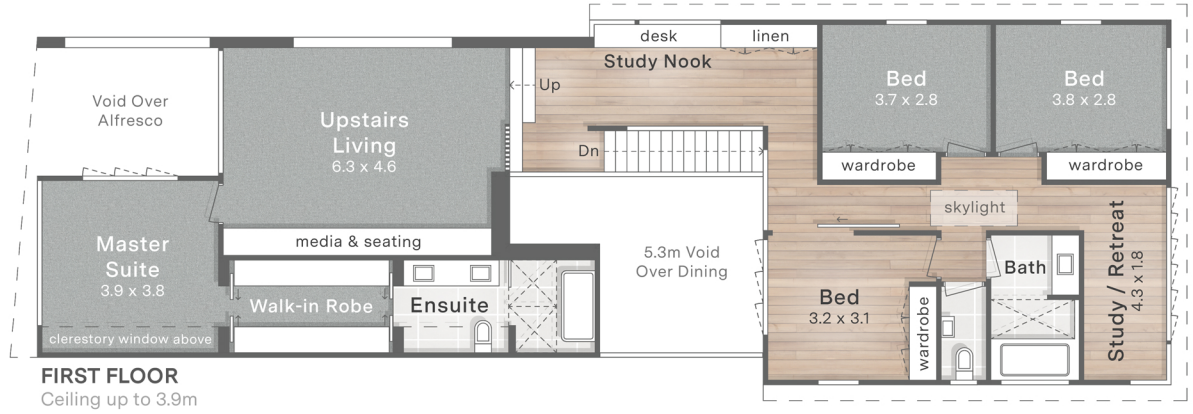 desk
linen
Study Nook
Up
Dn
Void Over
Alfresco
Upstairs
Living
6.3 x 4.6
Bed
3.7 x 2.8
Bed
3.8 x 2.8
wardrobe
wardrobe
skylight
media & seating
Master
Suite
3.9 x 3.8
clerestory window above
Walk-in Robe
Ensuite
5.3m Void
Over Dining
Bed
3.2 x 3.1
wardrobe
Bath
Study / Retreat
4.3 x 1.8
FIRST FLOOR
Ceiling up to 3.9m